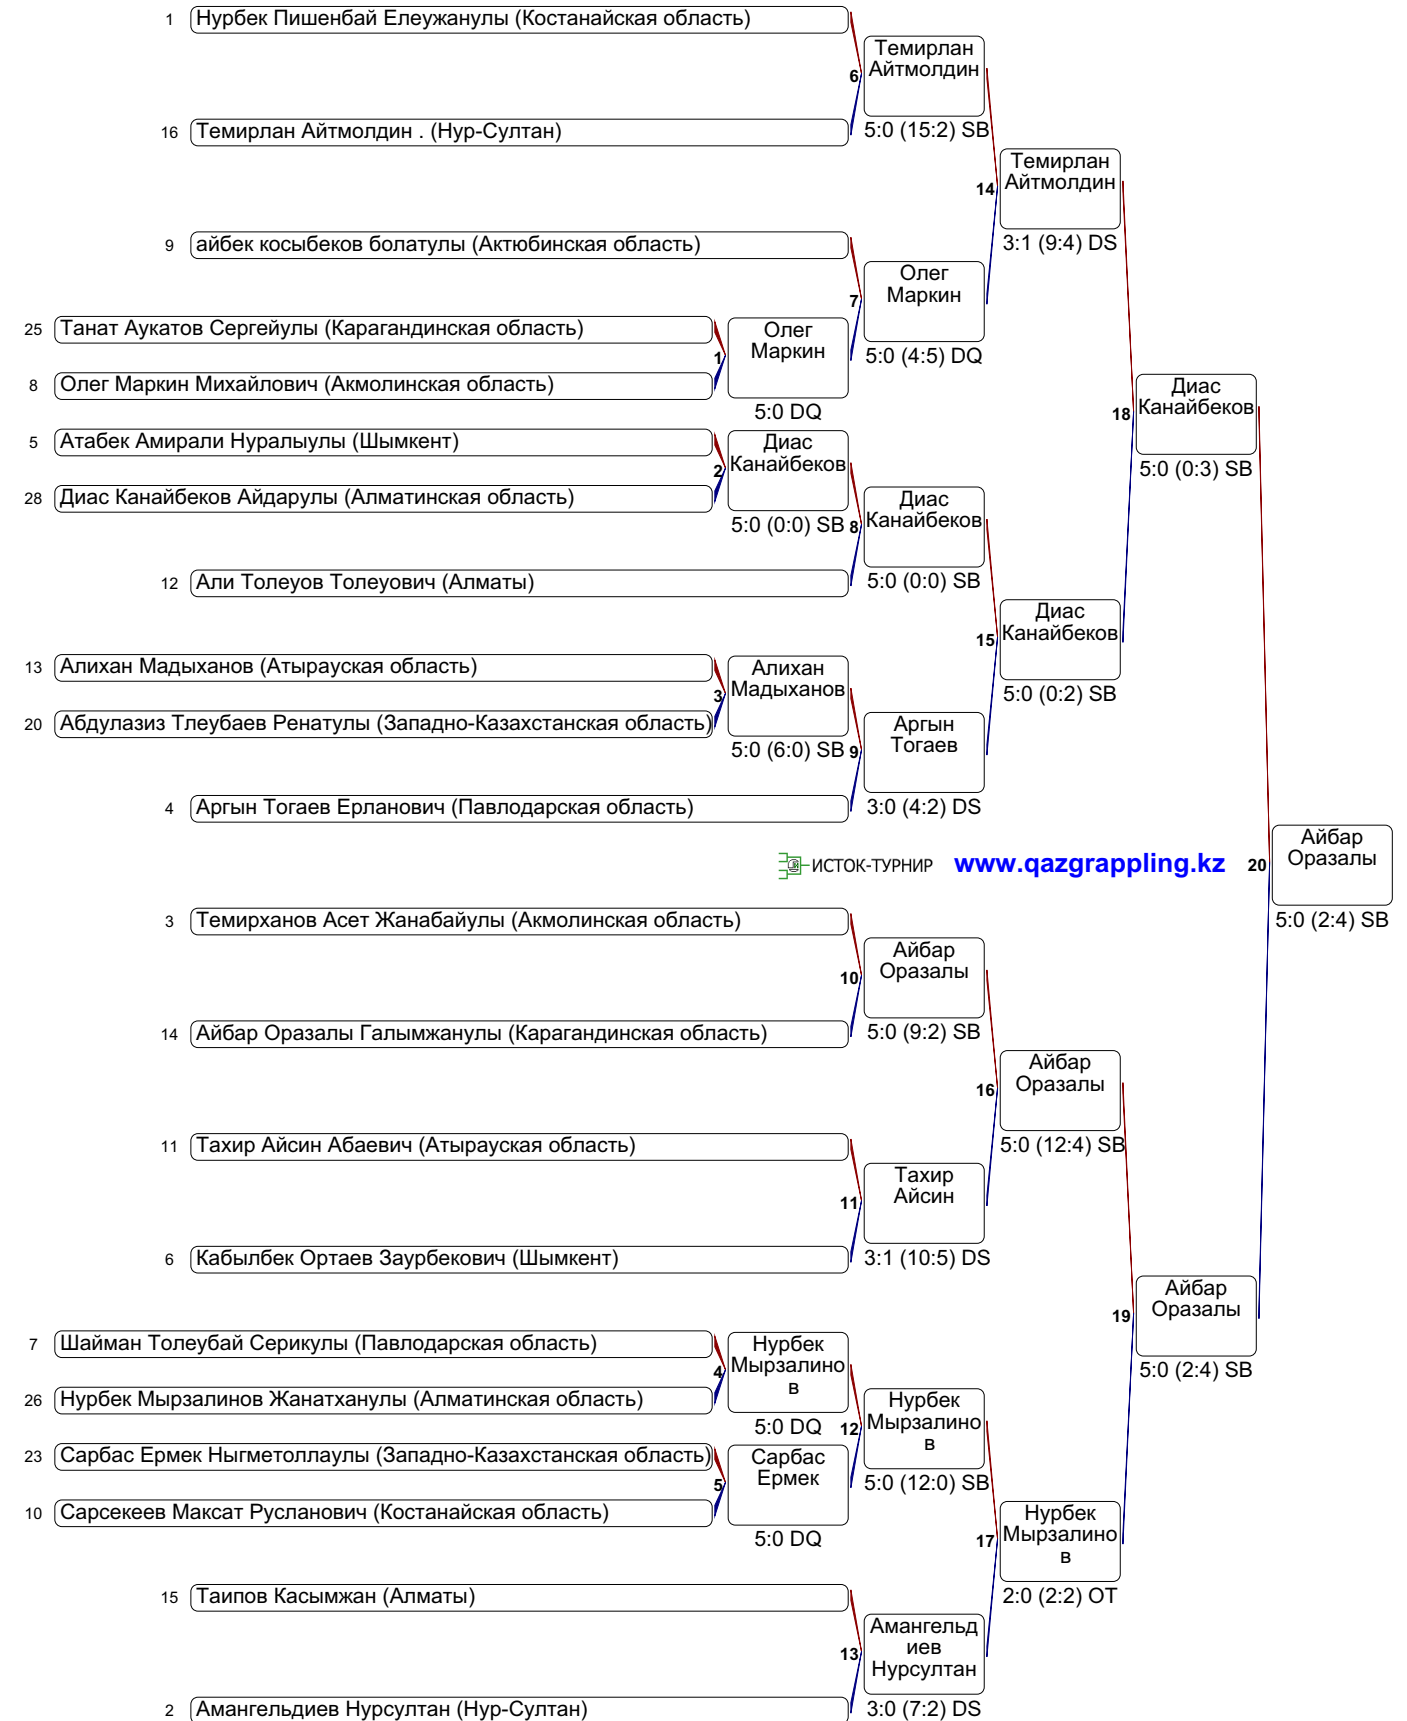 1 Нурбек Пишенбай Елеужанулы (Костанайская область)
Темирлан
Айтмолдин
6
16 Темирлан Айтмолдин . (Нур-Султан)
5:0 (15:2) SB
Темирлан
Айтмолдин
14
3:1 (9:4) DS
9 айбек косыбеков болатулы (Актюбинская область)
Олег
Маркин
7
5:0 (4:5) DQ
25 Танат Аукатов Сергейулы (Карагандинская область)
Олег
Маркин
1
8 Олег Маркин Михайлович (Акмолинская область)
5:0 DQ
Диас
Канайбеков
18
5:0 (0:3) SB
5 Атабек Амирали Нуралыулы (Шымкент)
Диас
Канайбеков
2
28 Диас Канайбеков Айдарулы (Алматинская область)
5:0 (0:0) SB
8
Диас
Канайбеков
5:0 (0:0) SB
12 Али Толеуов Толеуович (Алматы)
Диас
Канайбеков
15
5:0 (0:2) SB
13 Алихан Мадыханов (Атырауская область)
Алихан
Мадыханов
3
20 Абдулазиз Тлеубаев Ренатулы (Западно-Казахстанская область)
5:0 (6:0) SB
9
Аргын
Тогаев
4 Аргын Тогаев Ерланович (Павлодарская область)
3:0 (4:2) DS
ИСТОК-ТУРНИР www.qazgrappling.kz
20
Айбар
Оразалы
5:0 (2:4) SB
3 Темирханов Асет Жанабайулы (Акмолинская область)
Айбар
Оразалы
10
14 Айбар Оразалы Галымжанулы (Карагандинская область)
5:0 (9:2) SB
Айбар
Оразалы
16
5:0 (12:4) SB
11 Тахир Айсин Абаевич (Атырауская область)
Тахир
Айсин
11
6 Кабылбек Ортаев Заурбекович (Шымкент)
3:1 (10:5) DS
Айбар
Оразалы
19
5:0 (2:4) SB
7 Шайман Толеубай Серикулы (Павлодарская область)
Нурбек
Мырзалино
в
4
26 Нурбек Мырзалинов Жанатханулы (Алматинская область)
5:0 DQ
12
Нурбек
Мырзалино
в
5:0 (12:0) SB
23 Сарбас Ермек Ныгметоллаулы (Западно-Казахстанская область)
Сарбас
Ермек
5
10 Сарсекеев Максат Русланович (Костанайская область)
5:0 DQ
Нурбек
Мырзалино
в
17
2:0 (2:2) OT
15 Таипов Касымжан (Алматы)
Амангельд
иев
Нурсултан
13
2 Амангельдиев Нурсултан (Нур-Султан)
3:0 (7:2) DS